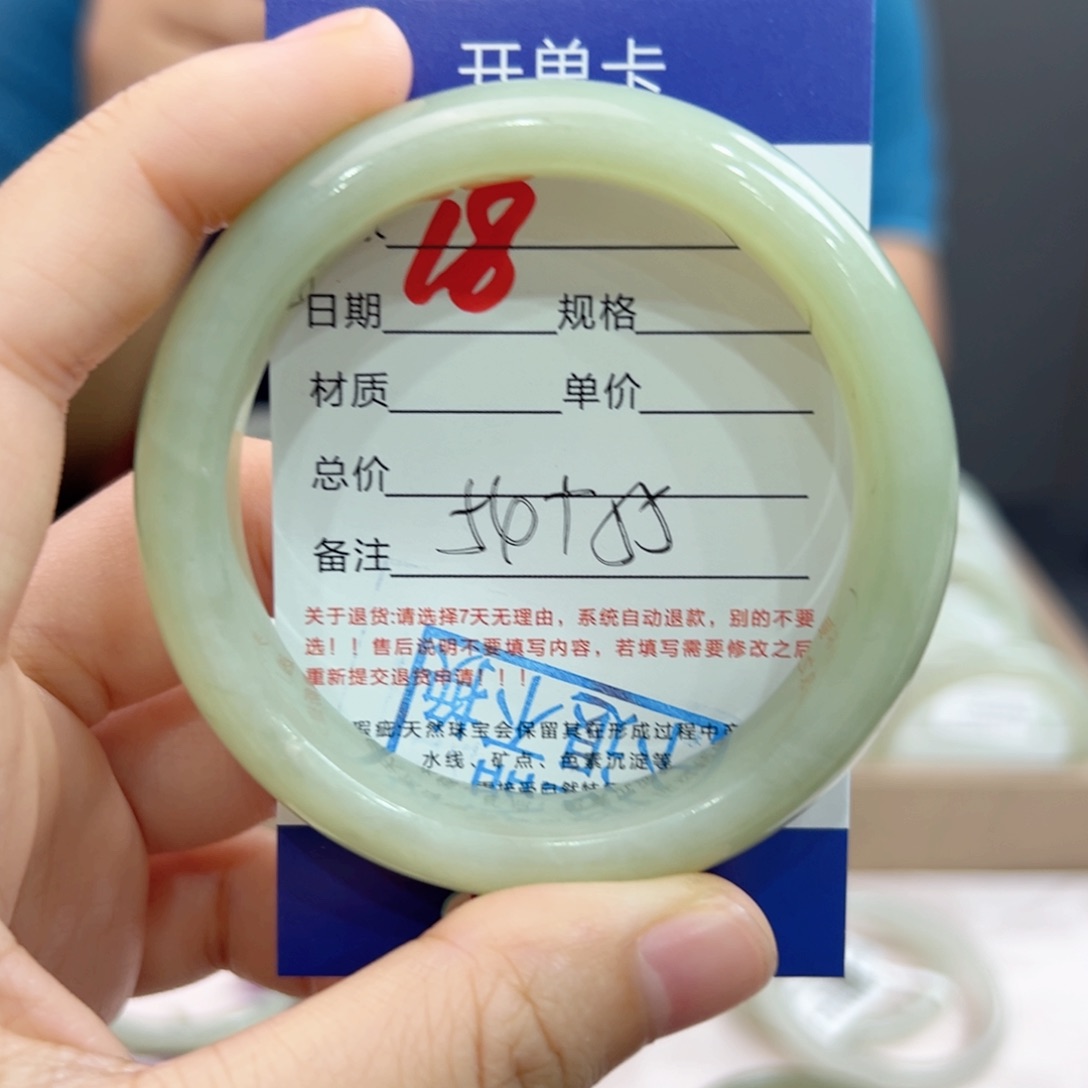 开单卡
18
日期 规格
材质 单价
总价
备注
关于退货:请选择7天无理由，系统自动退款，别的不要
选！！售后说明不要填写内容，若填写需要修改之后
重新提交退货申请！！！
瑕疵:天然珠宝会保留其在形成过程中
水线、矿点、色素沉淀等